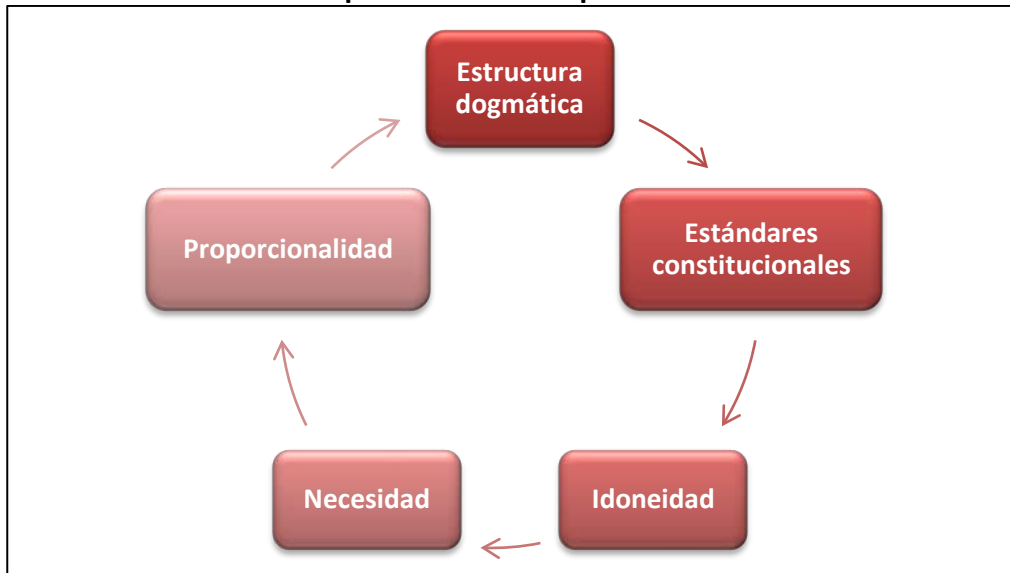 Estructura
dogmática
Estándares
constitucionales
Idoneidad
Necesidad
Proporcionalidad